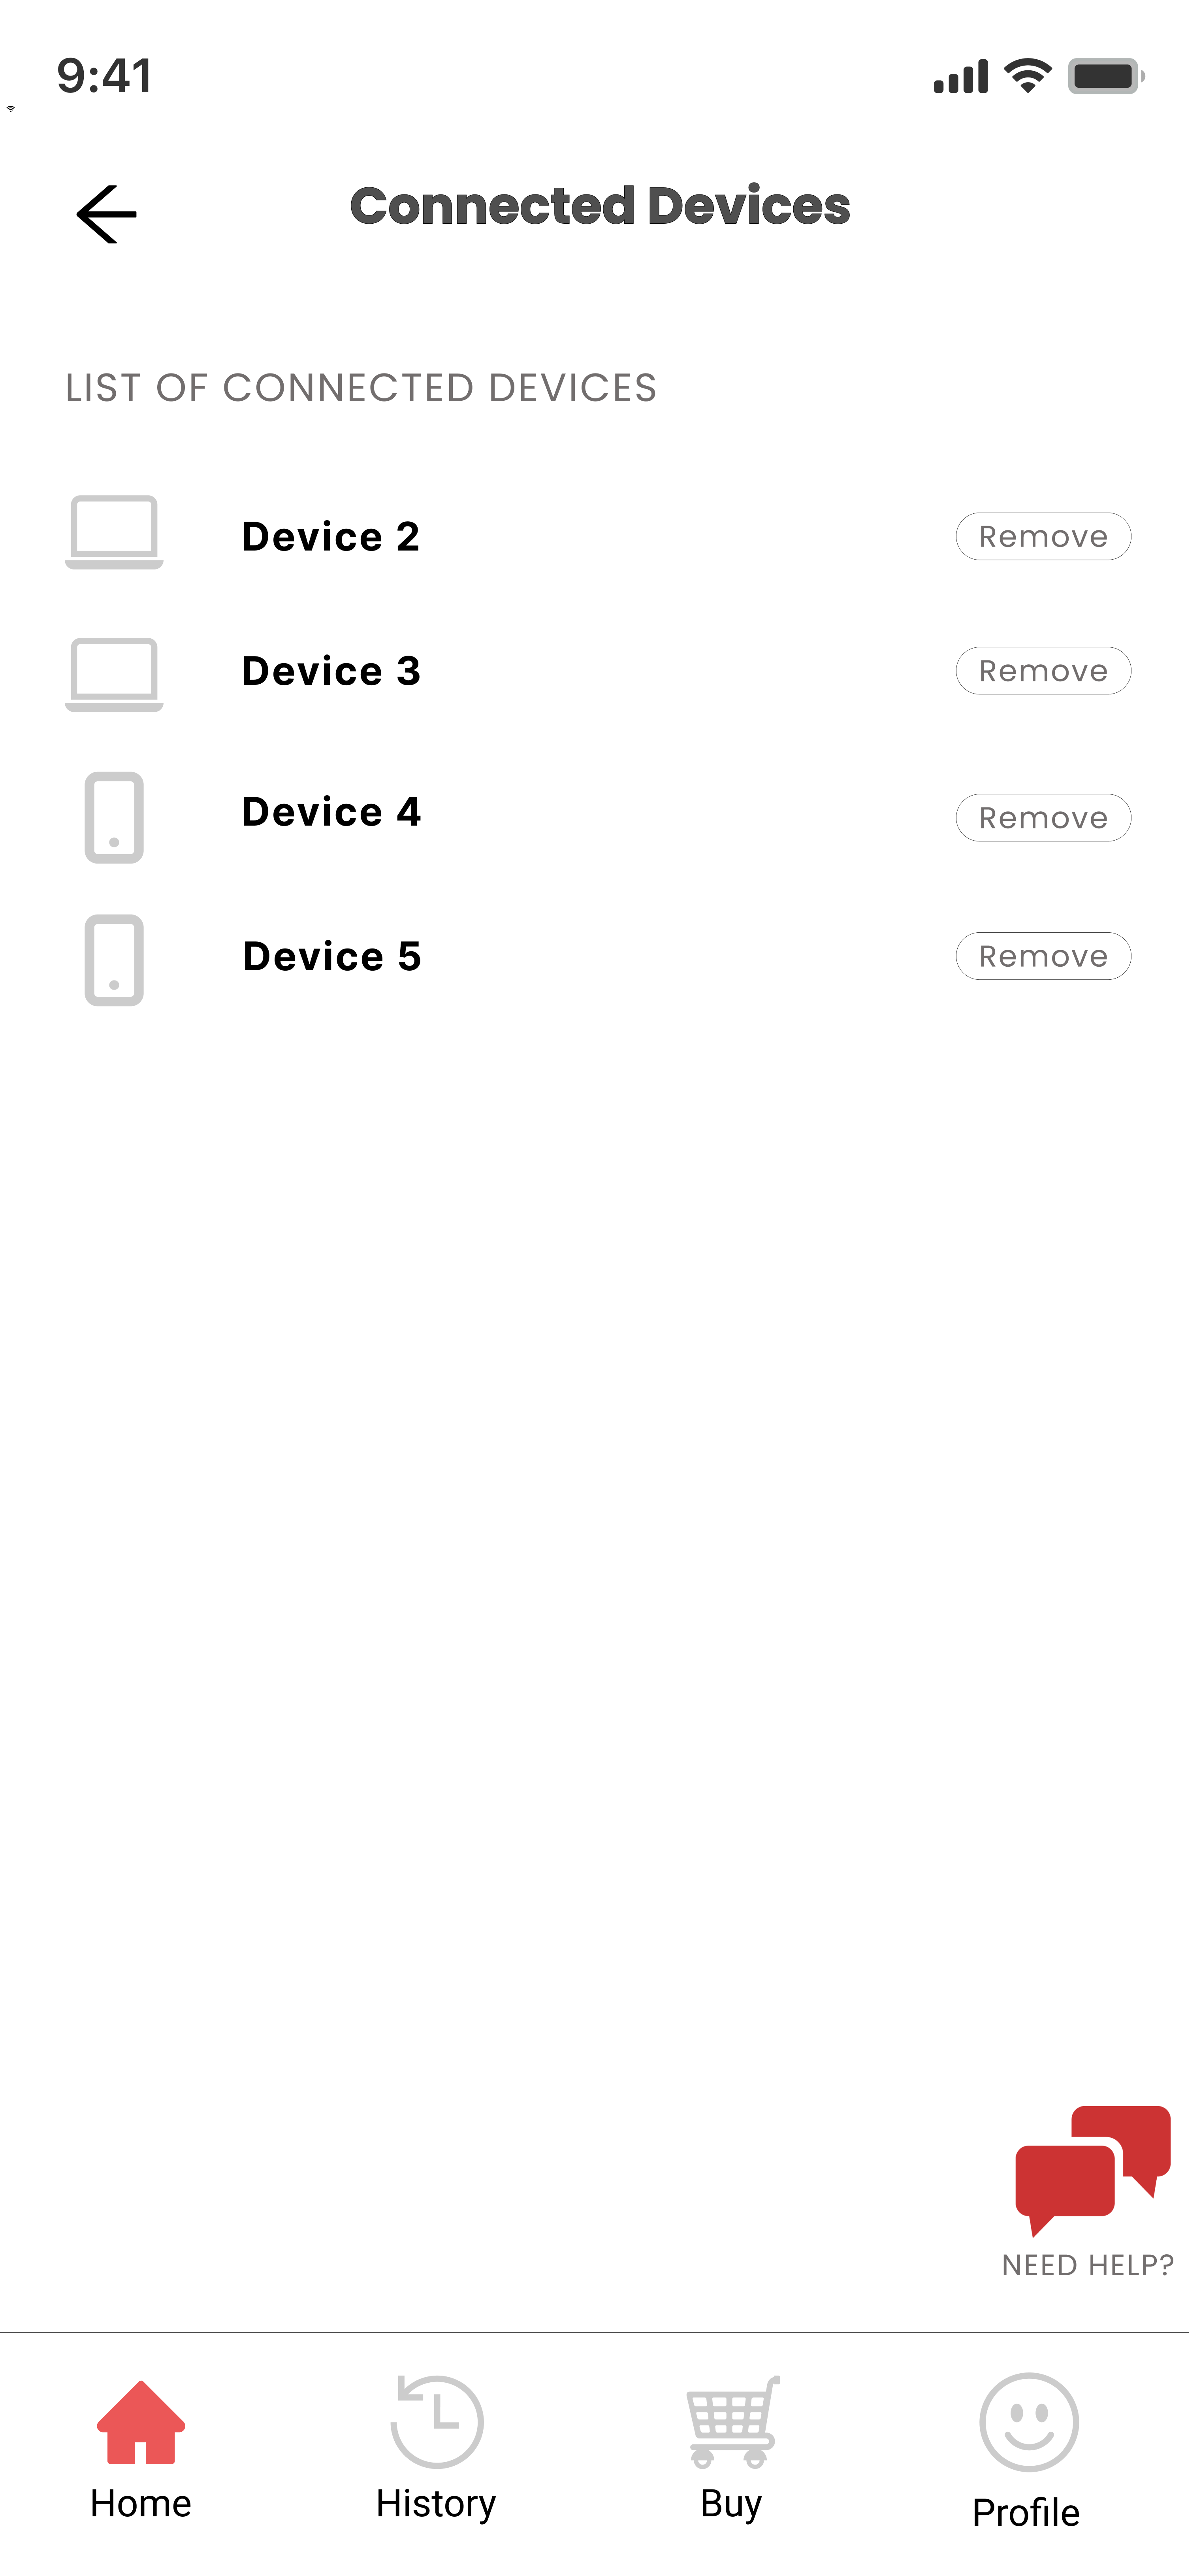 9:41
Connected Devices
LIST OF CONNECTED DEVICES
Device 2
Remove
Device 3
Remove
Device 4
Remove
Device 5
Remove
NEED HELP?
Home
History
Buy
Profile